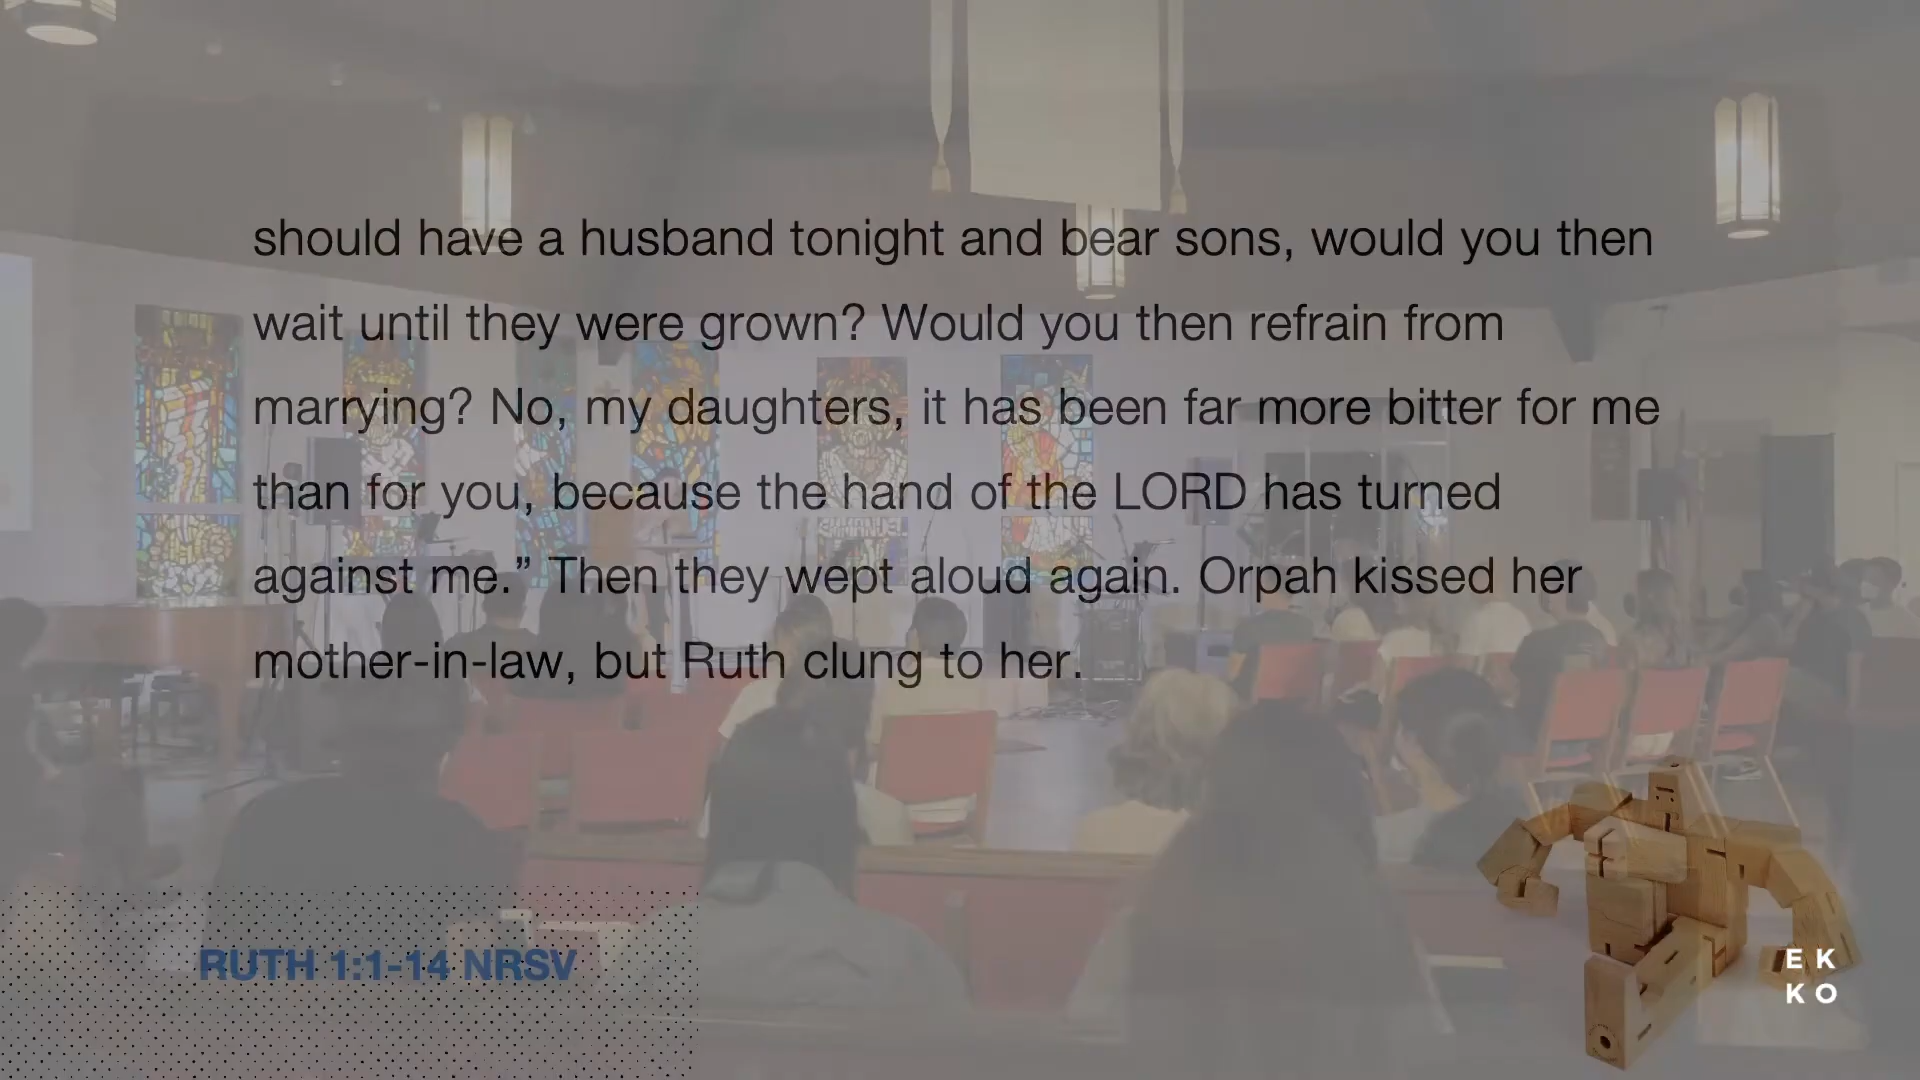 should have a husband tonight and bear sons, would you then
wait until they were grown? Would you then refrain from
marrying? No, my daughters, it has been far more bitter for me
than for you, because the hand of the LORD has turned
against me.” Then they wept aloud again. Orpah kissed her
mother-in-law, but Ruth clung to her.
RUTH 1:1-14 NRSV
E K
K O